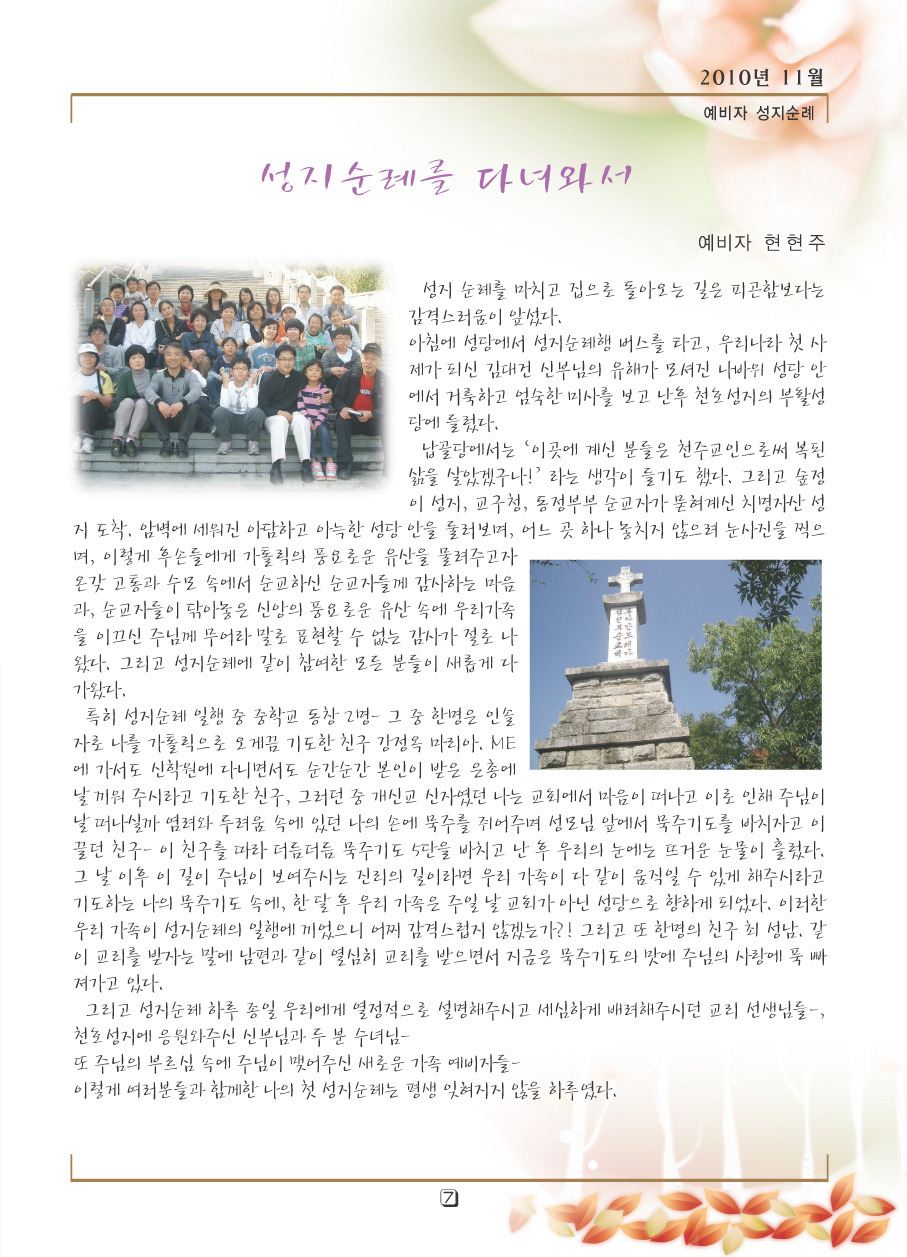 2010년 11월
예비자 성지순례
성지순례를 다녀와서
예비자 현현주
성지 순례를 마치고 집으로 돌아오는 길은 피곤함보다는
감격스러움이 앞섰다.
아침에 성당에서 성지순례행 버스를 타고, 우리나라 첫 사
제가 되신 김대건 신부님의 유해가 모셔진 나바위 성당 안
에서 거룩하고 엄숙한 미사를 보고 난후 천호성지의 부활성
당에 들렀다.
납골당에서는 '이곳에 계신 분들은 천주교인으로써 복된
삶을 살았겠구나!' 라는 생각이 들기도 했다. 그리고 숲정
이 성지, 교구청, 동정부부 순교자가 묻혀계신 치명자산 성
지 도착. 암벽에 세워진 아담하고 아늑한 성당 안을 둘러보며, 어느 곳 하나 놓치지 않으려 눈사진을 찍으
며, 이렇게 후손들에게 가톨릭의 풍요로운 유산을 물려주고자
온갖 고통과 수모 속에서 순교하신 순교자들께 감사하는 마음
과, 순교자들이 닦아놓은 신앙의 풍요로운 유산 속에 우리가족
을 이끄신 주님께 무어라 말로 표현할 수 없는 감사가 절로 나
왔다. 그리고 성지순례에 같이 참여한 모든 분들이 새롭게 다
가왔다.
특히 성지순례 일행 중 중학교 동창 2명- 그 중 한명은 인솔
자로 나를 가톨릭으로 오게끔 기도한 친구 강정옥 마리아. ME
에 가서도 신학원에 다니면서도 순간순간 본인이 받은 은총에
날 끼워 주시라고 기도한 친구, 그러던 중 개신교 신자였던 나는 교회에서 마음이 떠나고 이로 인해 주님이
날 떠나실까 염려와 두려움 속에 있던 나의 손에 묵주를 쥐어주며 성모님 앞에서 묵주기도를 바치자고 이
끌던 친구- 이 친구를 따라 더듬더듬 묵주기도 5단을 바치고 난 후 우리의 눈에는 뜨거운 눈물이 흘렀다.
그 날 이후 이 길이 주님이 보여주시는 진리의 길이라면 우리 가족이 다 같이 움직일 수 있게 해주시라고
기도하는 나의 묵주기도 속에, 한 달 후 우리 가족은 주일 날 교회가 아닌 성당으로 향하게 되었다. 이러한
우리 가족이 성지순례의 일행에 끼었으니 어찌 감격스럽지 않겠는가?! 그리고 또 한명의 친구 최 성남. 같
이 교리를 받자는 말에 남편과 같이 열심히 교리를 받으면서 지금은 묵주기도의 맛에 주님의 사랑에 푹 빠
져가고 있다.
그리고 성지순례 하루 종일 우리에게 열정적으로 설명해주시고 세심하게 배려해주시던 교리 선생님들-,
천호성지에 응원와주신 신부님과 두 분 수녀님-
또 주님의 부르심 속에 주님이 맺어주신 새로운 가족 예비자들-
이렇게 여러분들과 함께한 나의 첫 성지순례는 평생 잊혀지지 않을 하루였다.
7